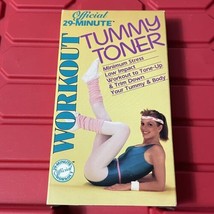 Official
29-MINUTE
WORKOUT
TUMMY
TONER
Minimum Stress
Low Impact
Workout to Tone-Up
& Trim Down
Your Tummy & Body